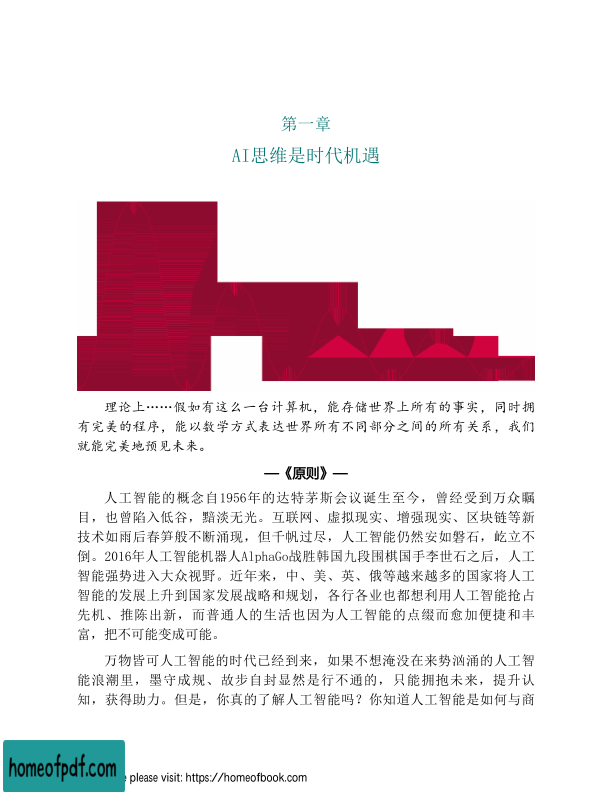 第一章
AI思维是时代机遇
理论上……假如有这么一台计算机，能存储世界上所有的事实，同时拥
有完美的程序，能以数学方式表达世界所有不同部分之间的所有关系，我们
就能完美地预见未来。
—《原则》—
人工智能的概念自1956年的达特茅斯会议诞生至今，曾经受到万众瞩
目，也曾陷入低谷，黯淡无光。互联网、虚拟现实、增强现实、区块链等新
技术如雨后春笋般不断涌现，但千帆过尽，人工智能仍然安如磐石，屹立不
倒。2016年人工智能机器人AlphaGo战胜韩国九段围棋国手李世石之后，人工
智能强势进入大众视野。近年来，中、美、英、俄等越来越多的国家将人工
智能的发展上升到国家发展战略和规划，各行各业也都想利用人工智能抢占
先机、推陈出新，而普通人的生活也因为人工智能的点缀而愈加便捷和丰
富，把不可能变成可能。
万物皆可人工智能的时代已经到来，如果不想淹没在来势汹涌的人工智
能浪潮里，墨守成规、故步自封显然是行不通的，只能拥抱未来，提升认
知，获得助力。但是，你真的了解人工智能吗？你知道人工智能是如何与商
homeofpdf.com
please visit: https://homeofbook.com